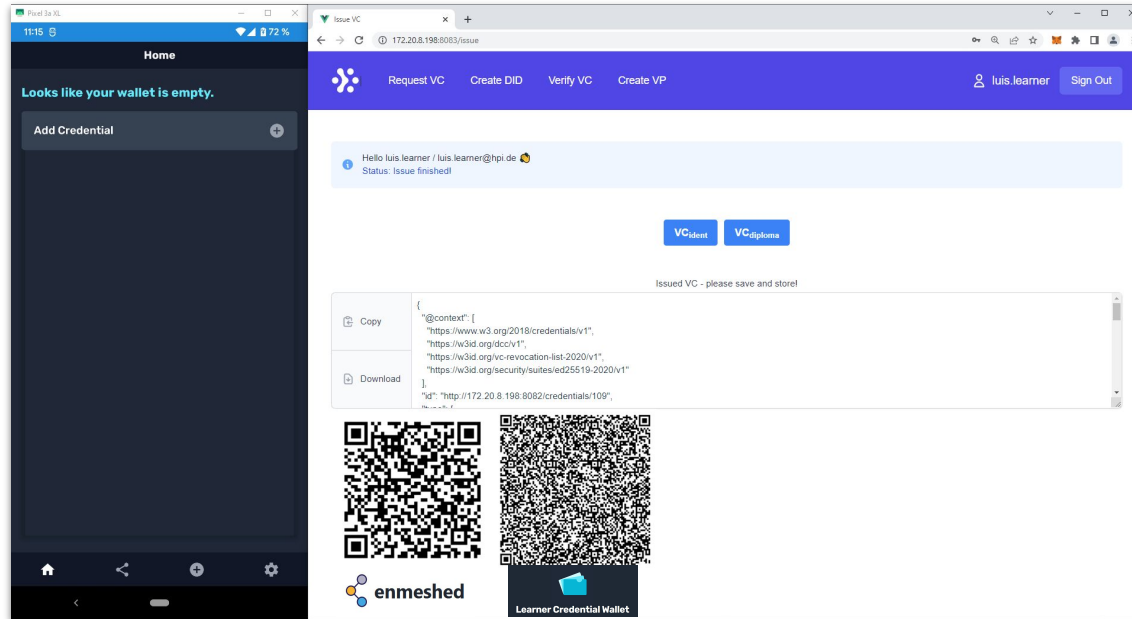 Pixel 3a XL
11:15
72 %
Home
Looks like your wallet is empty.
Add Credential
Issue VC
172.20.8.198:8083/issue
Request VC
Create DID
Verify VC
Create VP
luis.learner
Sign Out
Hello luis.learner / luis.learner@hpi.de
Status: Issue finished!
VCident
VCdiploma
Issued VC - please save and store!
Copy
Download
{
"@context": [
"https://www.w3.org/2018/credentials/v1",
"https://w3id.org/dcc/v1",
"https://w3id.org/vc-revocation-list-2020/v1",
"https://w3id.org/security/suites/ed25519-2020/v1"
],
"id": "http://172.20.8.198:8082/credentials/109",
"type": [
enmeshed
Learner Credential Wallet